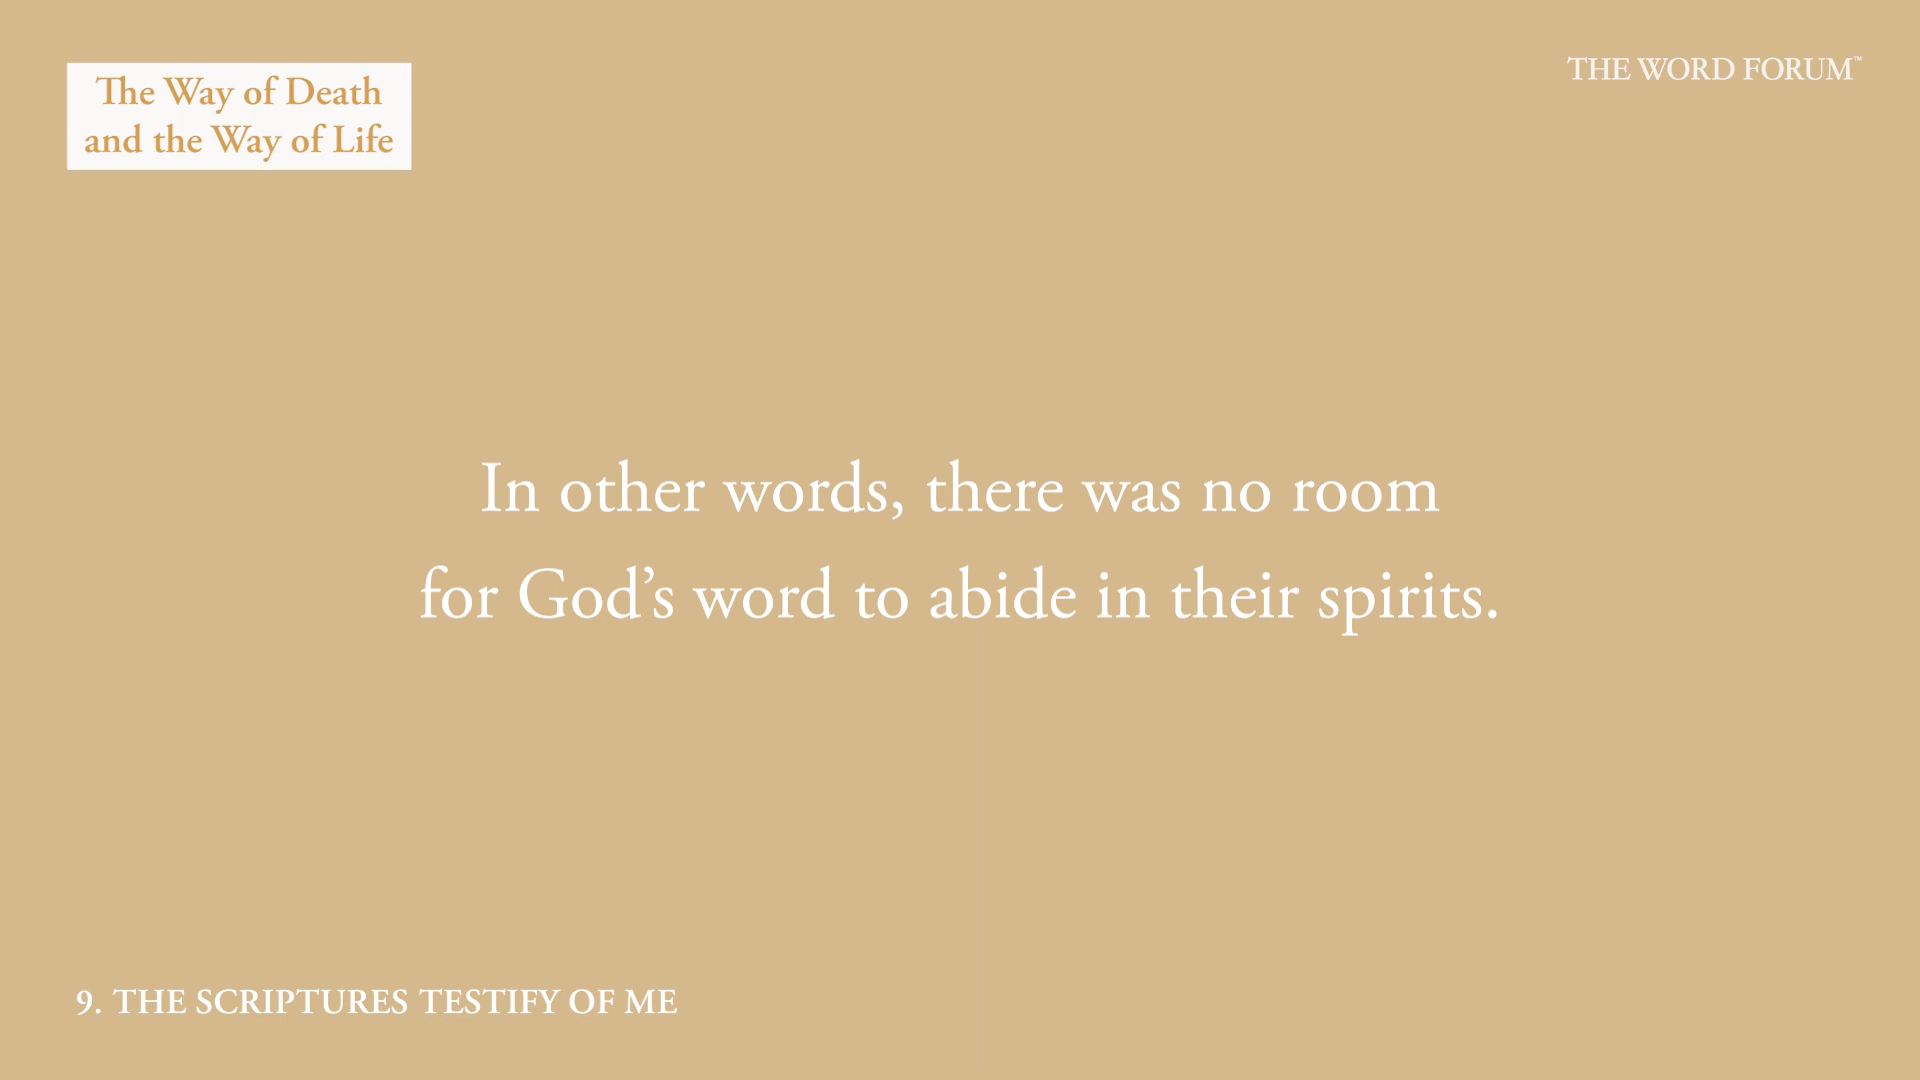 The Way of Death
and the Way of Life
THE WORD FORUM™
In other words, there was no room
for God’s word to abide in their spirits.
9. THE SCRIPTURES TESTIFY OF ME